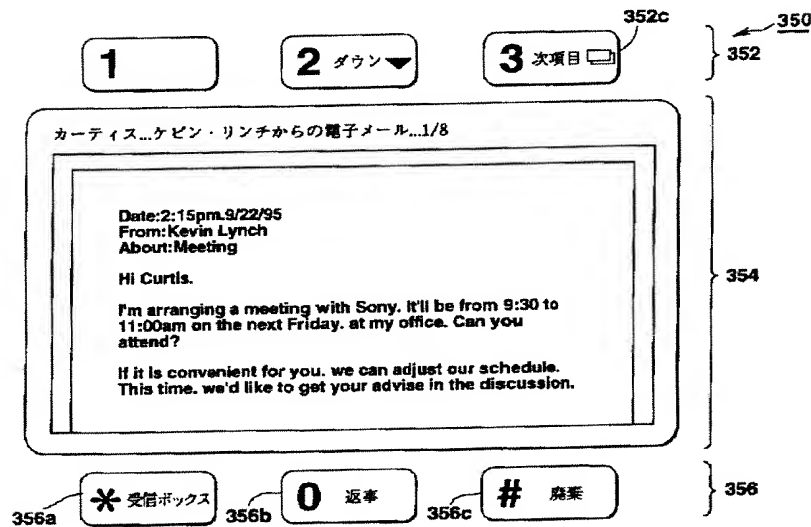 352c
350
1
2 ダウン
3 次項目
352
カーティス...ケビン・リンチからの電子メール...1/8
Date:2:15pm.9/22/95
From:Kevin Lynch
About:Meeting
Hi Curtis.
I'm arranging a meeting with Sony. It'll be from 9:30 to
11:00am on the next Friday. at my office. Can you
attend?
If it is convenient for you. we can adjust our schedule.
This time. we'd like to get your advise in the discussion.
354
356a
* 受信ボックス
356b
0 返事
356c
# 廃棄
356